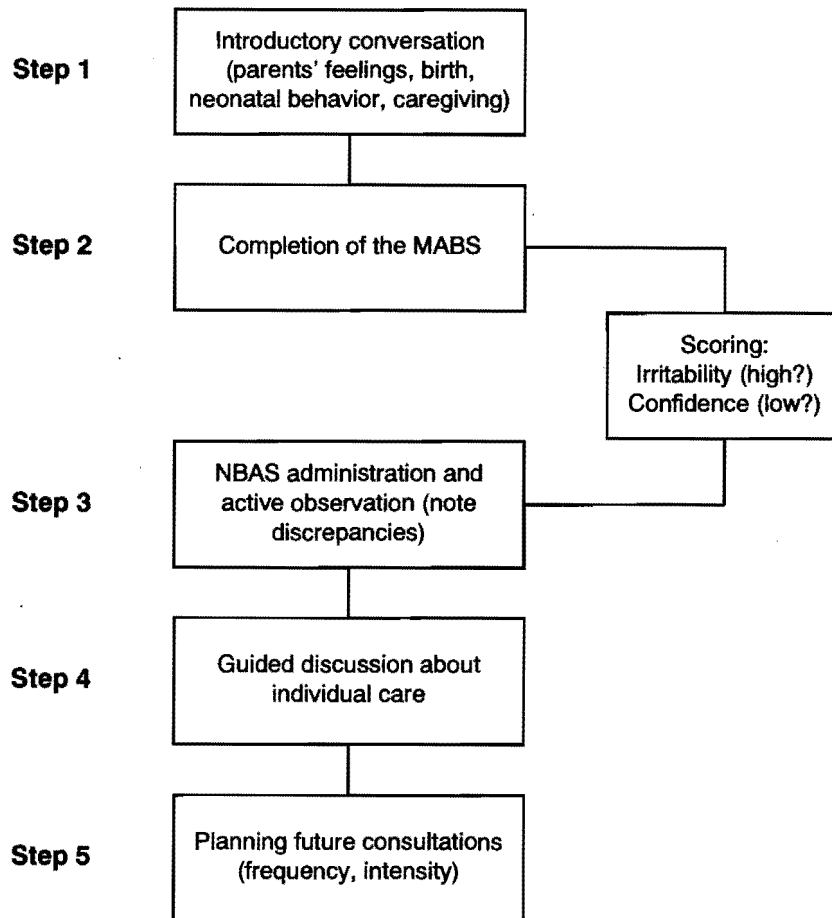 Step 1
Introductory conversation
(parents' feelings, birth,
neonatal behavior, caregiving)
Step 2
Completion of the MABS
Scoring:
Irritability (high?)
Confidence (low?)
Step 3
NBAS administration and
active observation (note
discrepancies)
Step 4
Guided discussion about
individual care
Step 5
Planning future consultations
(frequency, intensity)